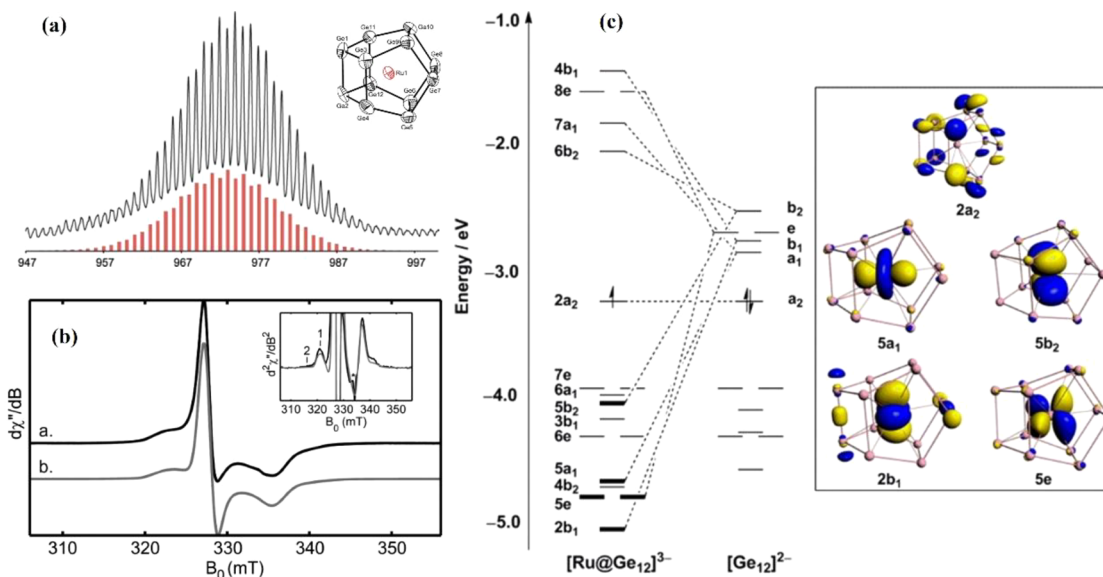 (a)
Ge10
Ge11
Ge1
Ge3
Ge9
Ge8
Ge7
Ru1
Ge12
Ge6
Ge2
Ge4
Ge5
947 957 967 977 987 997
(b)
dχ"/dB
a.
b.
d²χ"/dB²
1
2
310 320 330 340 350
B₀ (mT)
310 320 330 340 350
B₀ (mT)
(c)
Energy / eV
−1.0
−2.0
−3.0
−4.0
−5.0
4b₁
8e
7a₁
6b₂
2a₂
7e
6a₁
5b₂
3b₁
6e
5a₁
4b₂
5e
2b₁
b₂
e
b₁
a₁
a₂
[Ru@Ge₁₂]³⁻ [Ge₁₂]²⁻
2a₂
5a₁ 5b₂
2b₁ 5e